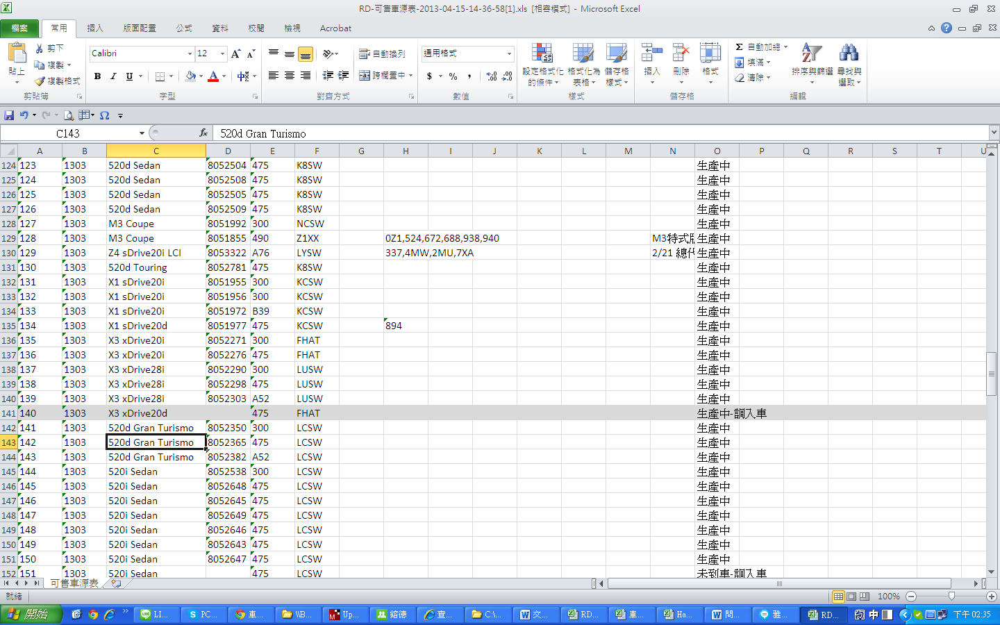 RD-可售車源表-2013-04-15-14-36-58[1].xls [相容模式] - Microsoft Excel
檔案 常用 插入 版面配置 公式 資料 校閱 檢視 Acrobat
貼上 剪下 複製 複製格式 剪貼簿
Calibri 12 B I U A 中 字型
自動換列 跨欄置中 對齊方式
通用格式 $ % , 數值
設定格式化的條件 格式化為表格 儲存格樣式 樣式
插入 刪除 格式 儲存格
Σ 自動加總 填滿 清除 排序與篩選 尋找與選取 編輯
C143 fx 520d Gran Turismo
A B C D E F G H I J K L M N O P Q R S T U
124 123 1303 520d Sedan 8052504 475 K8SW 生產中
125 124 1303 520d Sedan 8052508 475 K8SW 生產中
126 125 1303 520d Sedan 8052505 475 K8SW 生產中
127 126 1303 520d Sedan 8052509 475 K8SW 生產中
128 127 1303 M3 Coupe 8051992 300 NCSW 生產中
129 128 1303 M3 Coupe 8051855 490 Z1XX 0Z1,524,672,688,938,940 M3特式版 生產中
130 129 1303 Z4 sDrive20i LCI 8053322 A76 LYSW 337,4MW,2MU,7XA 2/21 總代 生產中
131 130 1303 520d Touring 8052781 475 K8SW 生產中
132 131 1303 X1 sDrive20i 8051955 300 KCSW 生產中
133 132 1303 X1 sDrive20i 8051956 300 KCSW 生產中
134 133 1303 X1 sDrive20i 8051972 B39 KCSW 生產中
135 134 1303 X1 sDrive20d 8051977 475 KCSW 894 生產中
136 135 1303 X3 xDrive20i 8052271 300 FHAT 生產中
137 136 1303 X3 xDrive20i 8052276 475 FHAT 生產中
138 137 1303 X3 xDrive28i 8052290 300 LUSW 生產中
139 138 1303 X3 xDrive28i 8052298 475 LUSW 生產中
140 139 1303 X3 xDrive28i 8052303 A52 LUSW 生產中
141 140 1303 X3 xDrive20d 475 FHAT 生產中-調入車
142 141 1303 520d Gran Turismo 8052350 300 LCSW 生產中
143 142 1303 520d Gran Turismo 8052365 475 LCSW 生產中
144 143 1303 520d Gran Turismo 8052382 A52 LCSW 生產中
145 144 1303 520i Sedan 8052538 300 LCSW 生產中
146 145 1303 520i Sedan 8052648 475 LCSW 生產中
147 146 1303 520i Sedan 8052645 475 LCSW 生產中
148 147 1303 520i Sedan 8052649 475 LCSW 生產中
149 148 1303 520i Sedan 8052646 475 LCSW 生產中
150 149 1303 520i Sedan 8052643 475 LCSW 生產中
151 150 1303 520i Sedan 8052647 475 LCSW 生產中
152 151 1303 520i Sedan 475 LCSW 未到車-調入車
可售車源表
就緒 100%
開始 LI... PC... 車... \\B... Up... 鎔德 查... C:\... 文... RD... 車... Ha... 問... 雅... RD... 中 下午 02:35